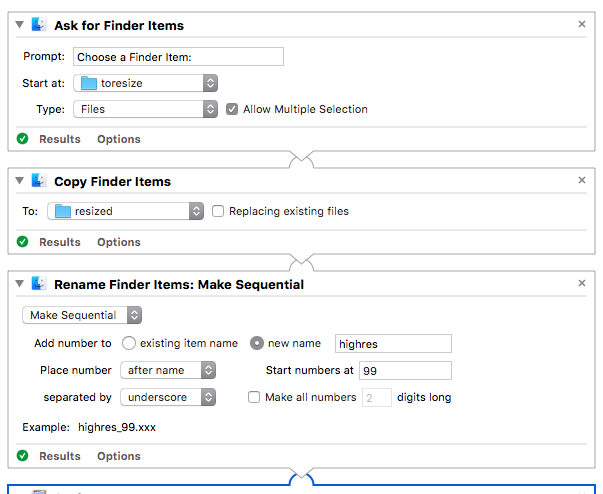 Ask for Finder Items
Prompt: Choose a Finder Item:
Start at: toresize
Type: Files Allow Multiple Selection
Results Options
Copy Finder Items
To: resized Replacing existing files
Results Options
Rename Finder Items: Make Sequential
Make Sequential
Add number to existing item name new name highres
Place number after name Start numbers at 99
separated by underscore Make all numbers 2 digits long
Example: highres_99.xxx
Results Options